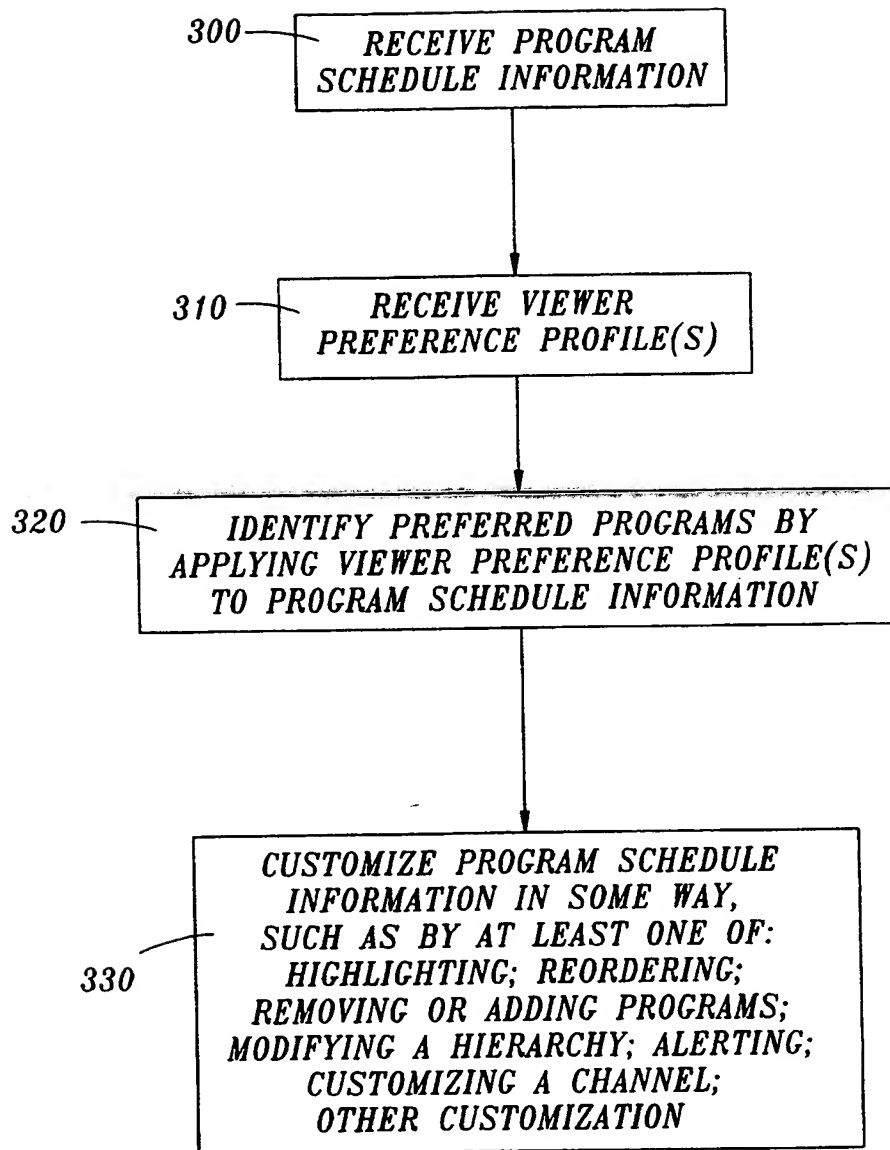 300
RECEIVE PROGRAM
SCHEDULE INFORMATION
310
RECEIVE VIEWER
PREFERENCE PROFILE(S)
320
IDENTIFY PREFERRED PROGRAMS BY
APPLYING VIEWER PREFERENCE PROFILE(S)
TO PROGRAM SCHEDULE INFORMATION
330
CUSTOMIZE PROGRAM SCHEDULE
INFORMATION IN SOME WAY,
SUCH AS BY AT LEAST ONE OF:
HIGHLIGHTING; REORDERING;
REMOVING OR ADDING PROGRAMS;
MODIFYING A HIERARCHY; ALERTING;
CUSTOMIZING A CHANNEL;
OTHER CUSTOMIZATION